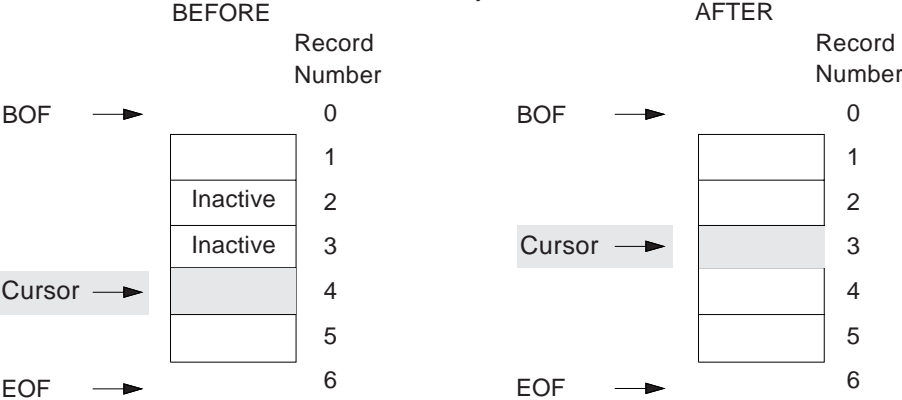 BEFORE
Record
Number
BOF 0
1
Inactive 2
Inactive 3
Cursor 4
5
EOF 6
AFTER
Record
Number
BOF 0
1
2
Cursor 3
4
5
EOF 6